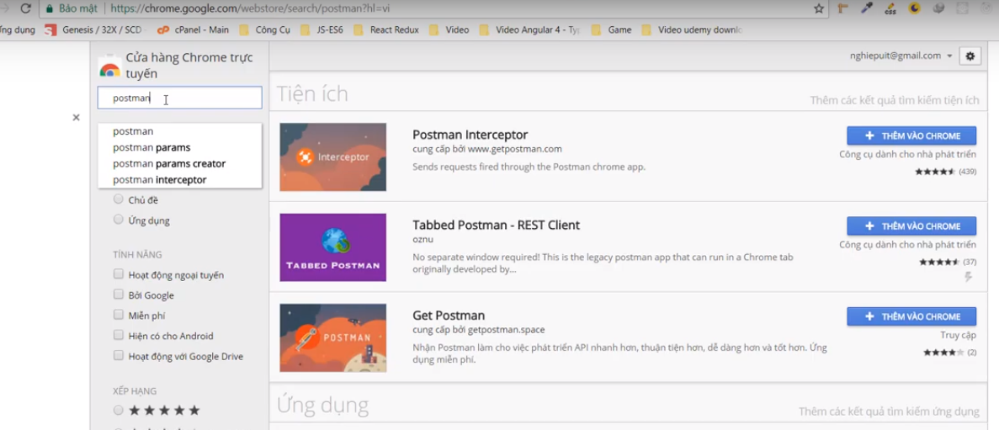 Bảo mật https://chrome.google.com/webstore/search/postman?hl=vi
css
ứng dụng Genesis / 32X / SCD cPanel - Main Công Cụ JS-ES6 React Redux Video Video Angular 4 - Typ Game Video udemy downlo
Cửa hàng Chrome trực
tuyến
nghiepuit@gmail.com
postman
postman
postman params
postman params creator
postman interceptor
Chủ đề
Ứng dụng
TÍNH NĂNG
Hoạt động ngoại tuyến
Bởi Google
Miễn phí
Hiện có cho Android
Hoạt động với Google Drive
XẾP HẠNG
Tiện ích
Thêm các kết quả tìm kiếm tiện ích
Interceptor
Postman Interceptor
cung cấp bởi www.getpostman.com
Sends requests fired through the Postman chrome app.
THÊM VÀO CHROME
Công cụ dành cho nhà phát triển
(439)
TABBED POSTMAN
Tabbed Postman - REST Client
oznu
No separate window required! This is the legacy postman app that can run in a Chrome tab
originally developed by...
THÊM VÀO CHROME
Công cụ dành cho nhà phát triển
(37)
POSTMAN
Get Postman
cung cấp bởi getpostman.space
Nhận Postman làm cho việc phát triển API nhanh hơn, thuận tiện hơn, dễ dàng hơn và tốt hơn. Ứng
dụng miễn phí.
THÊM VÀO CHROME
Truy cập
(2)
Ứng dụng
Thêm các kết quả tìm kiếm ứng dụng